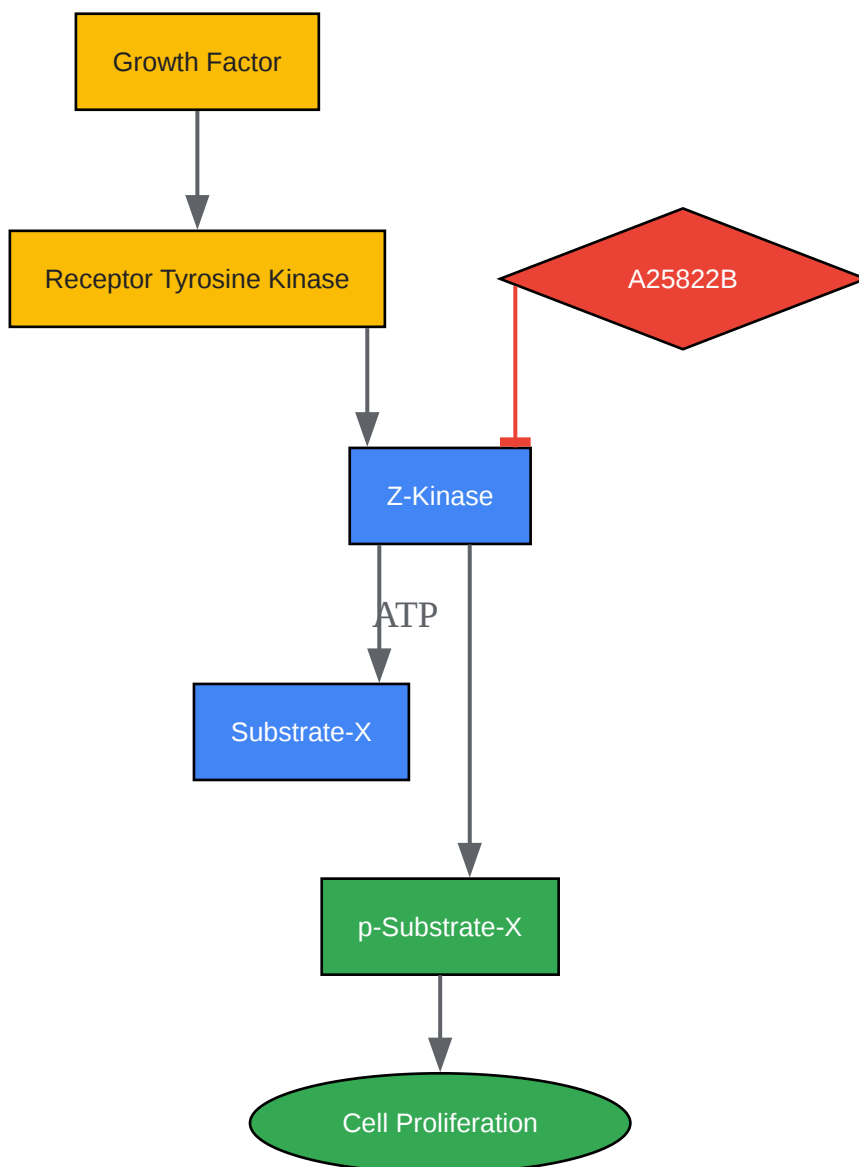 Growth Factor
Receptor Tyrosine Kinase
A25822B
Z-Kinase
ATP
Substrate-X
p-Substrate-X
Cell Proliferation